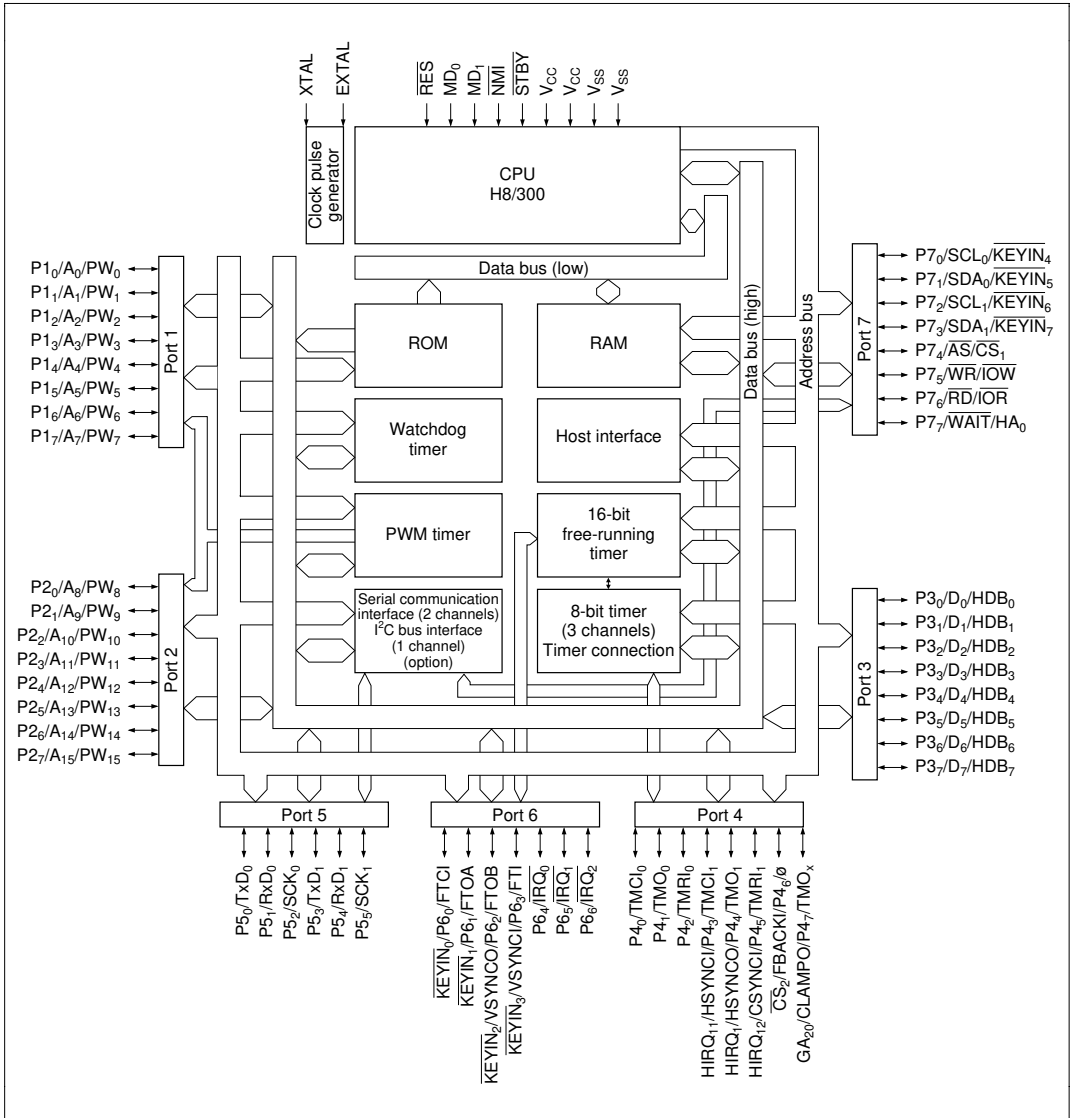 XTAL
EXTAL
RES
MD0
MD1
NMI
STBY
VCC
VCC
VSS
VSS
Clock pulse
generator
CPU
H8/300
Data bus (low)
Data bus (high)
Address bus
ROM
RAM
Watchdog
timer
Host interface
PWM timer
16-bit
free-running
timer
Serial communication
interface (2 channels)
I2C bus interface
(1 channel)
(option)
8-bit timer
(3 channels)
Timer connection
P10/A0/PW0
P11/A1/PW1
P12/A2/PW2
P13/A3/PW3
P14/A4/PW4
P15/A5/PW5
P16/A6/PW6
P17/A7/PW7
Port 1
P20/A8/PW8
P21/A9/PW9
P22/A10/PW10
P23/A11/PW11
P24/A12/PW12
P25/A13/PW13
P26/A14/PW14
P27/A15/PW15
Port 2
Port 7
P70/SCL0/KEYIN4
P71/SDA0/KEYIN5
P72/SCL1/KEYIN6
P73/SDA1/KEYIN7
P74/AS/CS1
P75/WR/IOW
P76/RD/IOR
P77/WAIT/HA0
Port 3
P30/D0/HDB0
P31/D1/HDB1
P32/D2/HDB2
P33/D3/HDB3
P34/D4/HDB4
P35/D5/HDB5
P36/D6/HDB6
P37/D7/HDB7
Port 5
P50/TxD0
P51/RxD0
P52/SCK0
P53/TxD1
P54/RxD1
P55/SCK1
Port 6
KEYIN0/P60/FTCI
KEYIN1/P61/FTOA
KEYIN2/VSYNCO/P62/FTOB
KEYIN3/VSYNCI/P63/FTI
P64/IRQ0
P65/IRQ1
P66/IRQ2
Port 4
P40/TMCI0
P41/TMO0
P42/TMRI0
HIRQ11/HSYNCI/P43/TMCI1
HIRQ1/HSYNCO/P44/TMO1
HIRQ12/CSYNCI/P45/TMRI1
CS2/FBACKI/P46/ø
GA20/CLAMPO/P47/TMOx